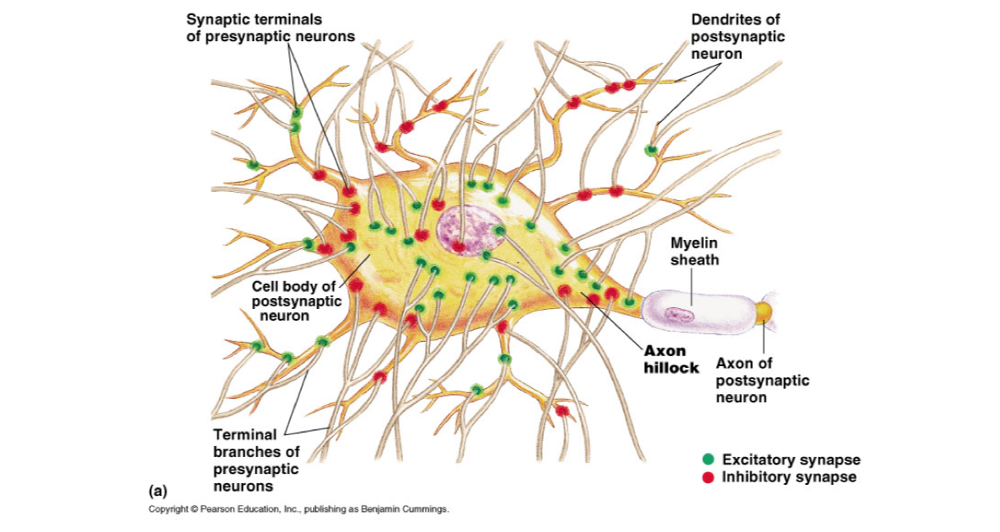 Synaptic terminals
of presynaptic neurons
Dendrites of
postsynaptic
neuron
Cell body of
postsynaptic
neuron
Myelin
sheath
Axon
hillock
Axon of
postsynaptic
neuron
Terminal
branches of
presynaptic
neurons
Excitatory synapse
Inhibitory synapse
(a)
Copyright © Pearson Education, Inc., publishing as Benjamin Cummings.